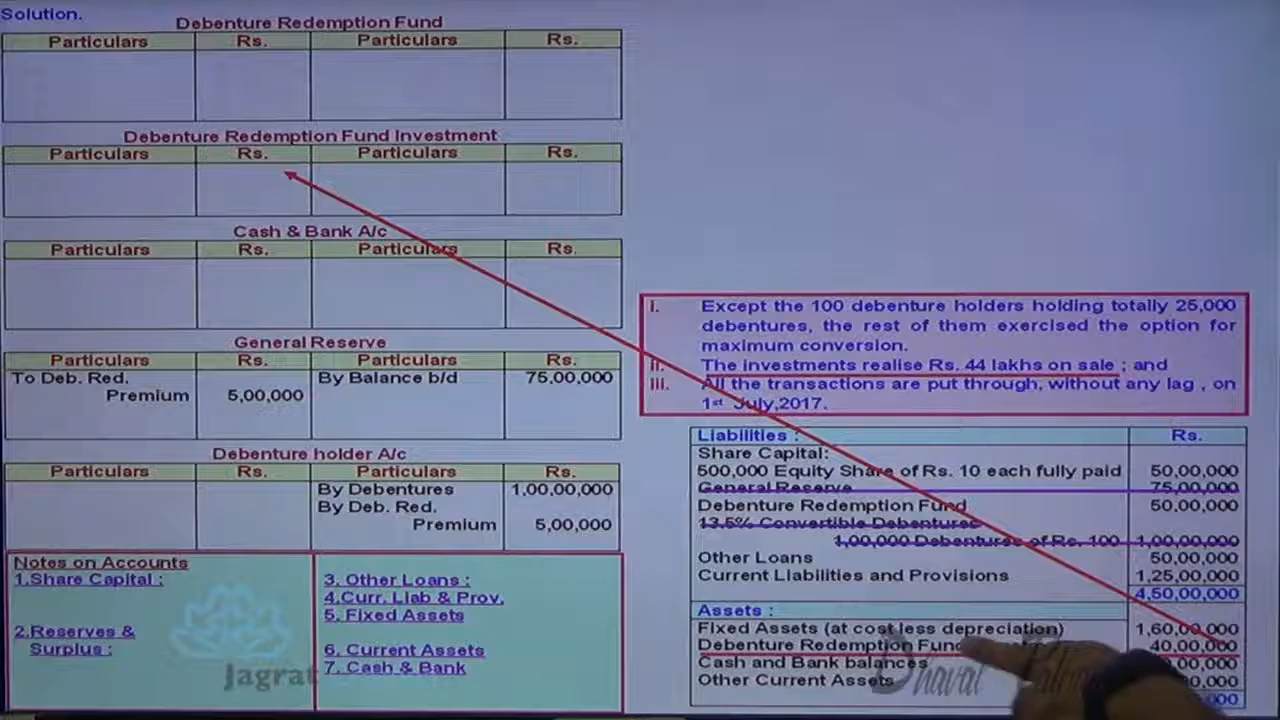 Solution.
Debenture Redemption Fund
Particulars Rs. Particulars Rs.
Debenture Redemption Fund Investment
Particulars Rs. Particulars Rs.
Cash & Bank A/c
Particulars Rs. Particulars Rs.
General Reserve
Particulars Rs. Particulars Rs.
To Deb. Red. By Balance b/d 75,00,000
Premium 5,00,000
Debenture holder A/c
Particulars Rs. Particulars Rs.
By Debentures 1,00,00,000
By Deb. Red.
Premium 5,00,000
Notes on Accounts
1.Share Capital :
2.Reserves &
Surplus :
3. Other Loans :
4.Curr. Liab & Prov.
5. Fixed Assets
6. Current Assets
7. Cash & Bank
Jagrat
I. Except the 100 debenture holders holding totally 25,000
debentures, the rest of them exercised the option for
maximum conversion.
II. The investments realise Rs. 44 lakhs on sale ; and
III. All the transactions are put through, without any lag , on
1st July,2017.
Liabilities : Rs.
Share Capital:
500,000 Equity Share of Rs. 10 each fully paid 50,00,000
General Reserve 75,00,000
Debenture Redemption Fund 50,00,000
13.5% Convertible Debentures
1,00,000 Debentures of Rs. 100 1,00,00,000
Other Loans 50,00,000
Current Liabilities and Provisions 1,25,00,000
4,50,00,000
Assets :
Fixed Assets (at cost less depreciation) 1,60,00,000
Debenture Redemption Fund 40,00,000
Cash and Bank balances
Other Current Assets
Dhaval